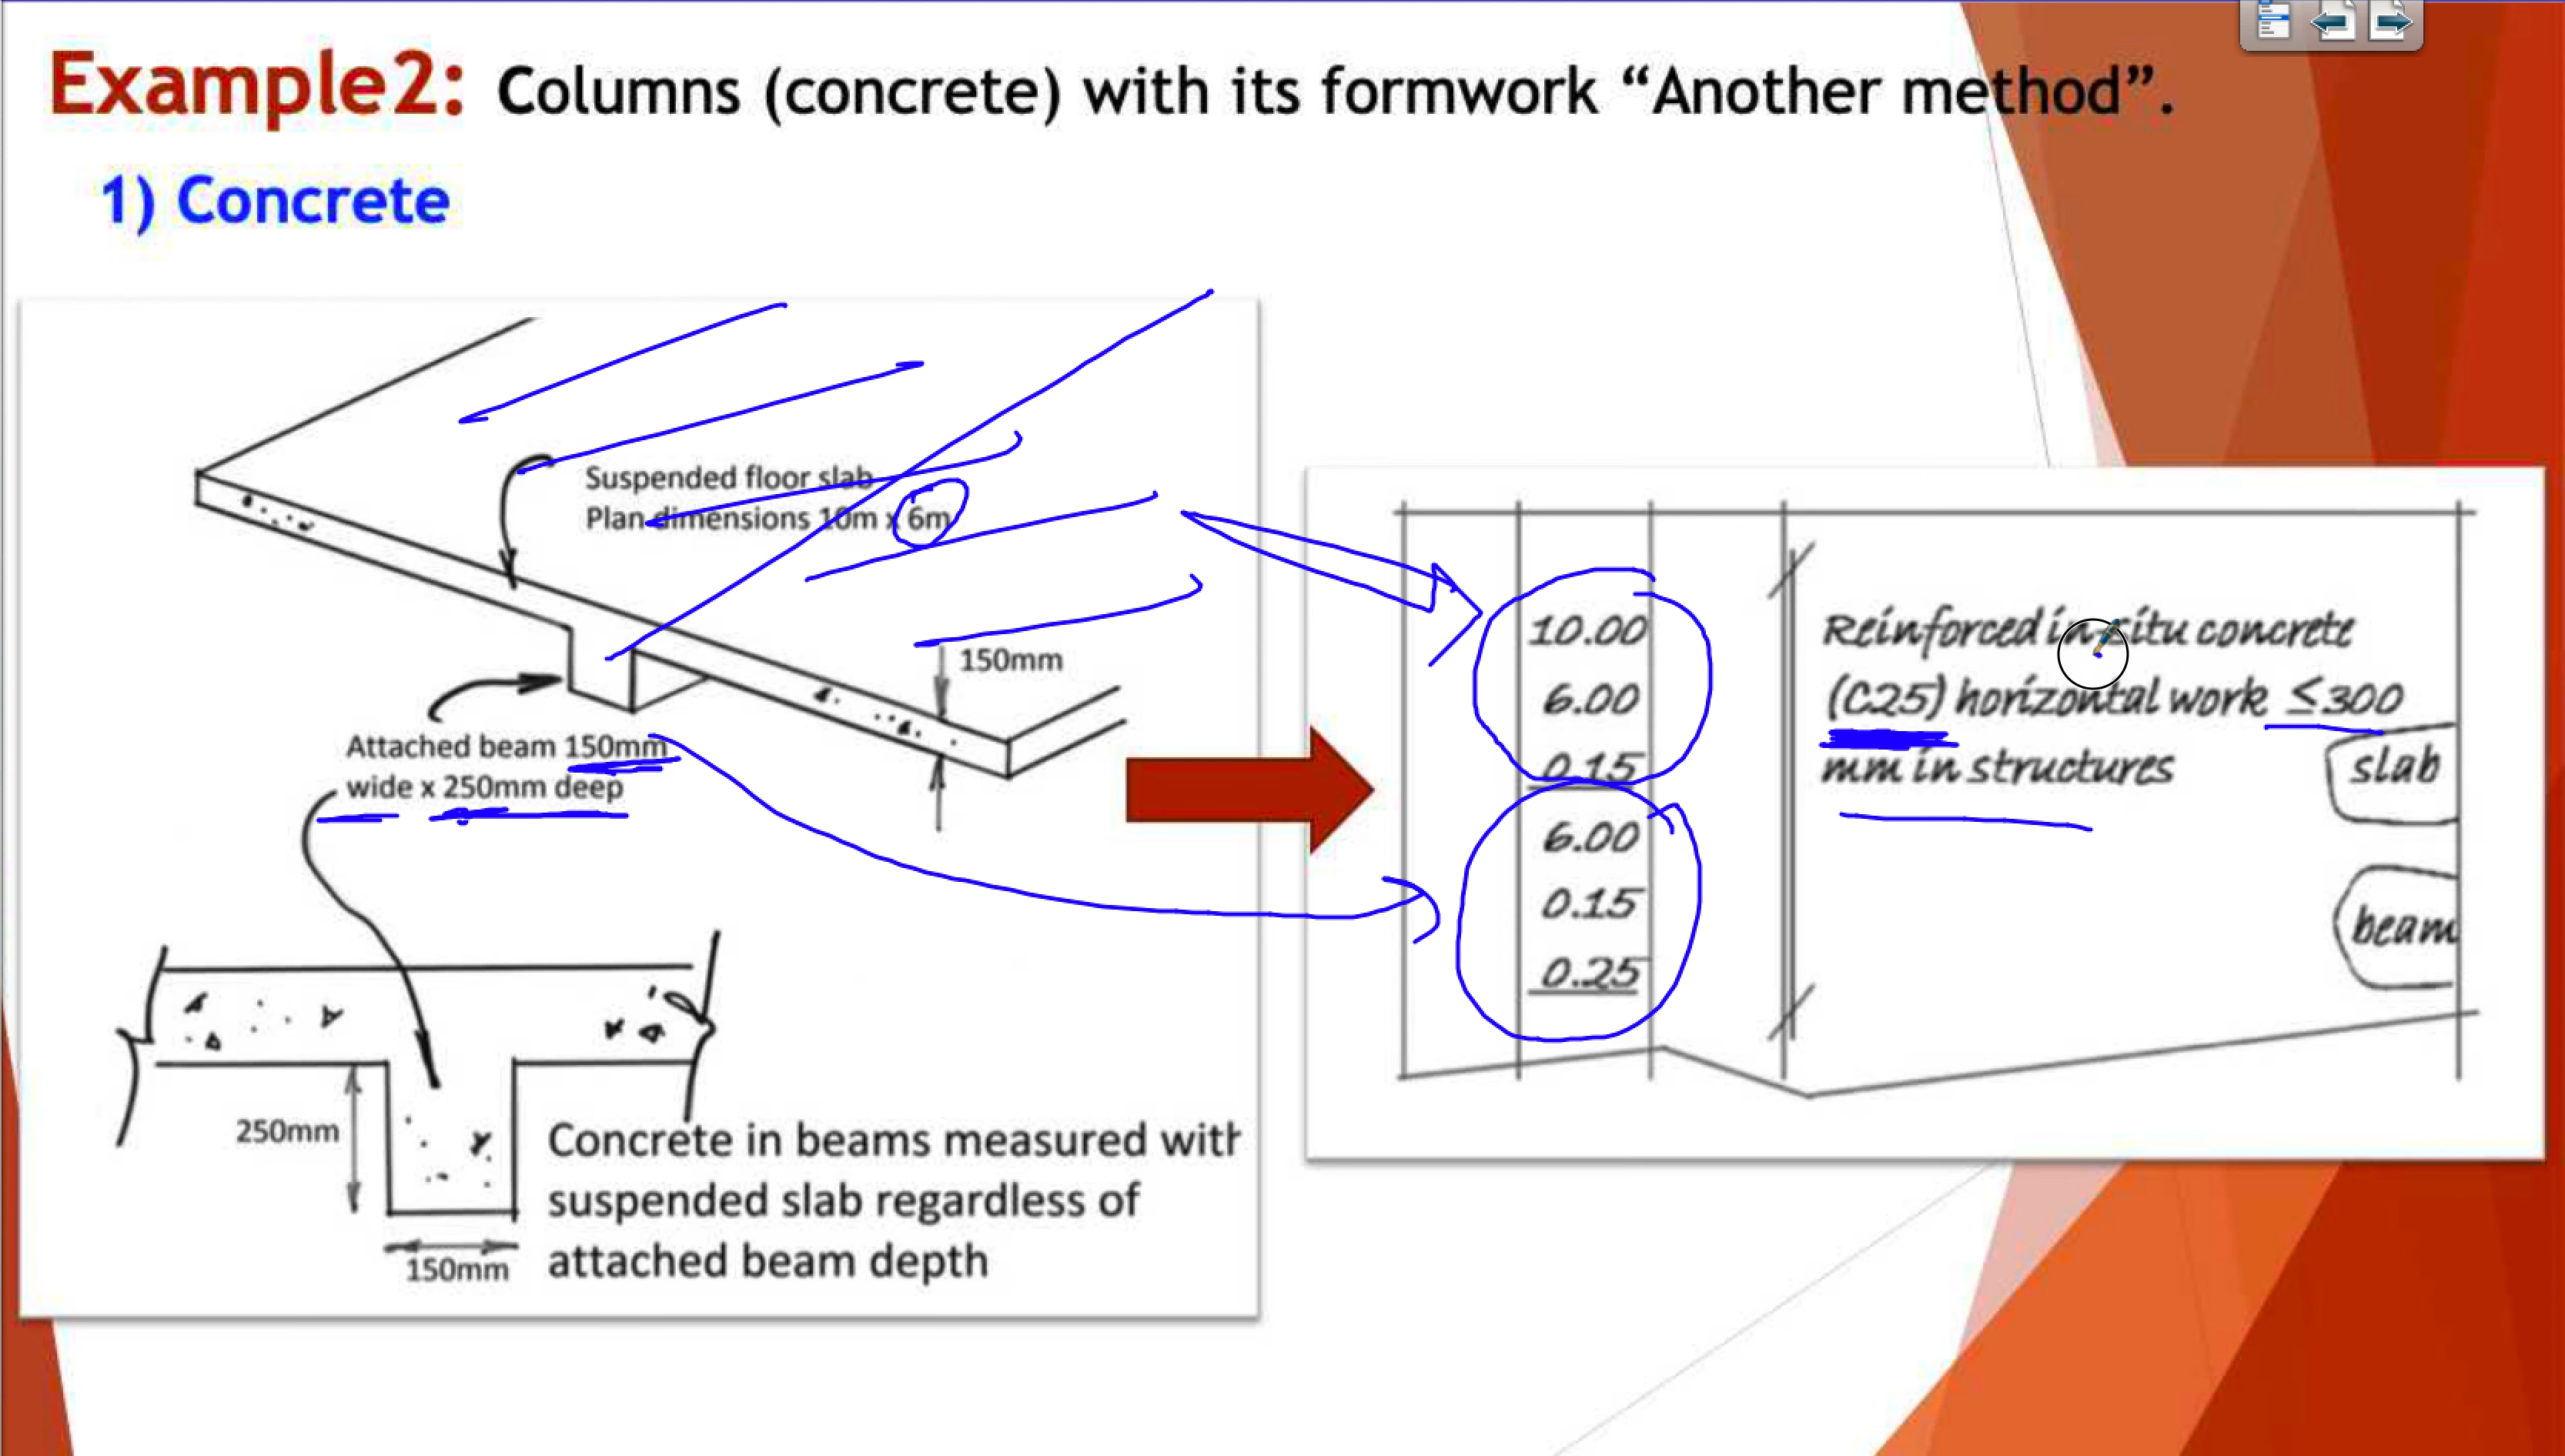 Example2: Columns (concrete) with its formwork “Another method”.
1) Concrete
Suspended floor slab
Plan dimensions 10m x 6m
150mm
Attached beam 150mm
wide x 250mm deep
250mm
150mm
Concrete in beams measured with
suspended slab regardless of
attached beam depth
10.00
6.00
0.15
6.00
0.15
0.25
Reinforced in-situ concrete
(C25) horizontal work ≤300
mm in structures
slab
beam